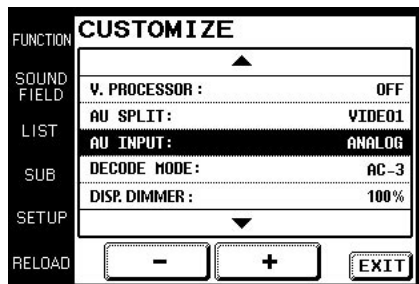 CUSTOMIZE
FUNCTION
SOUND
FIELD
LIST
SUB
SETUP
RELOAD
V. PROCESSOR : OFF
AU SPLIT: VIDEO1
AU INPUT: ANALOG
DECODE MODE: AC-3
DISP. DIMMER : 100%
- +
EXIT